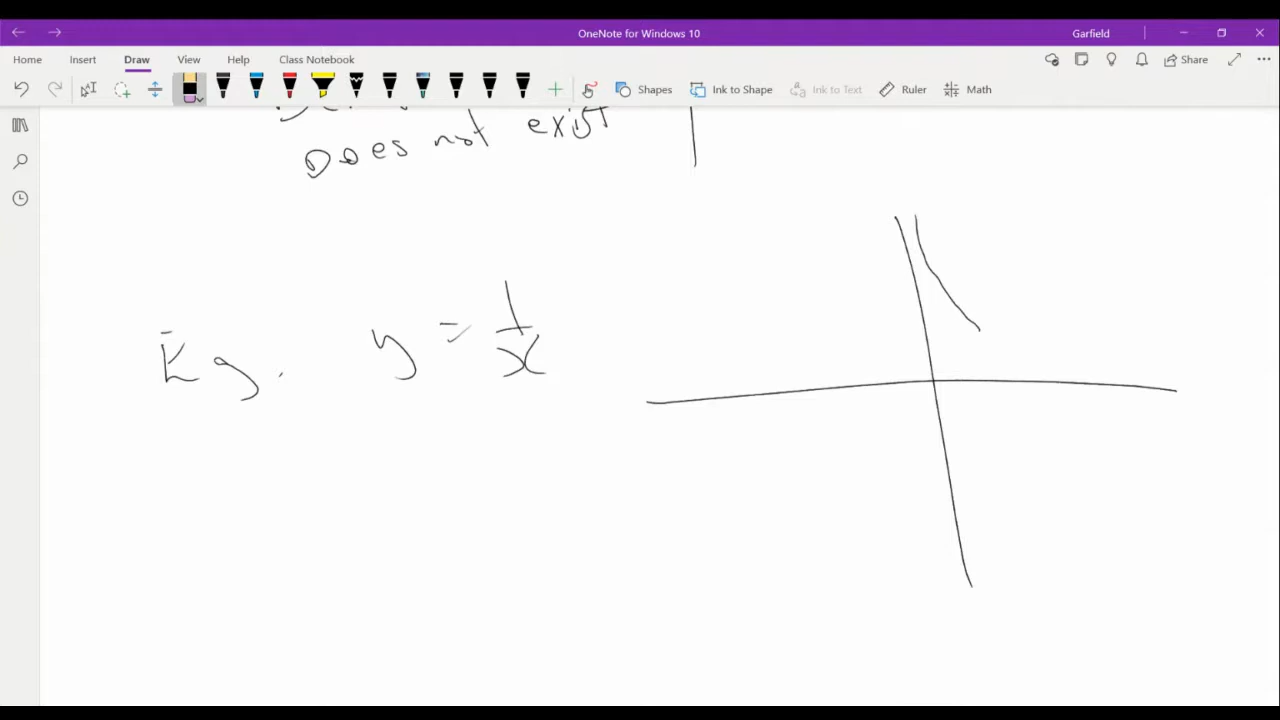 OneNote for Windows 10
Garfield
Home Insert Draw View Help Class Notebook
Share
Shapes Ink to Shape Ink to Text Ruler Math
Does not exist
Eg. y = 1/x